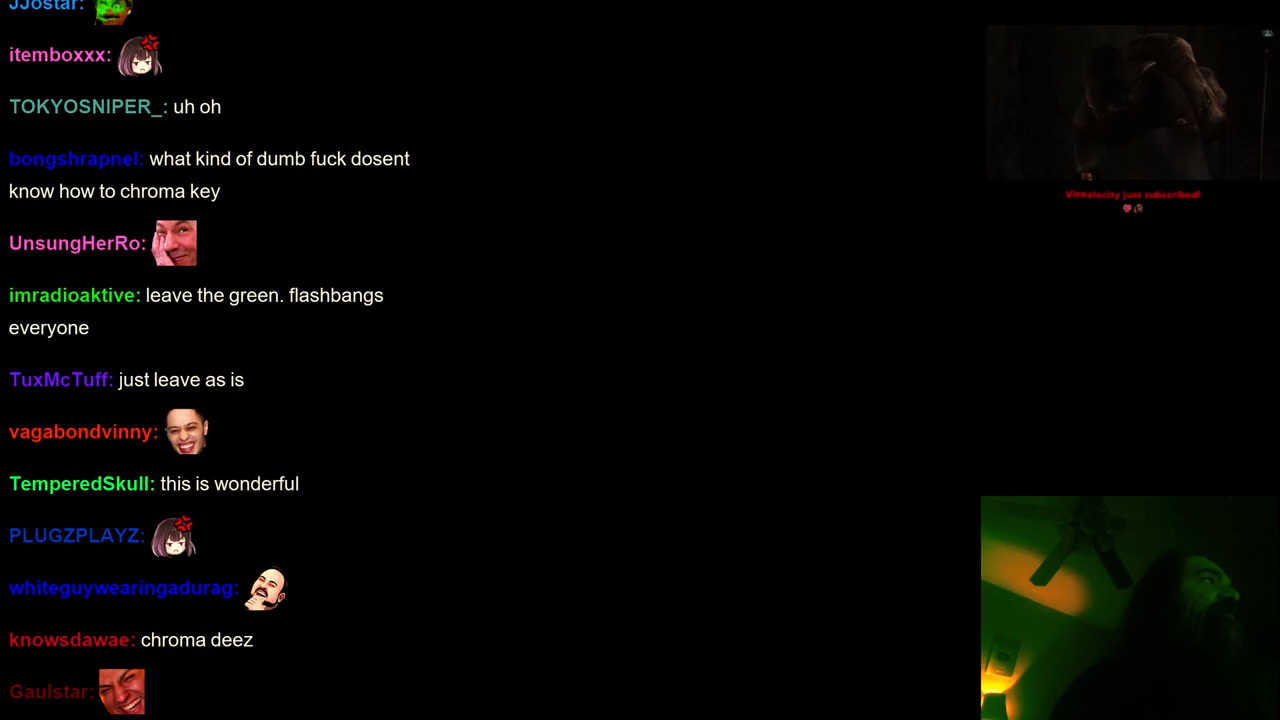 JJostar:
itemboxxx:
TOKYOSNIPER_: uh oh
bongshrapnel: what kind of dumb fuck dosent
know how to chroma key
UnsungHerRo:
imradioaktive: leave the green. flashbangs
everyone
TuxMcTuff: just leave as is
vagabondvinny:
TemperedSkull: this is wonderful
PLUGZPLAYZ:
whiteguywearingadurag:
knowsdawae: chroma deez
Gaulstar:
just subscribed!